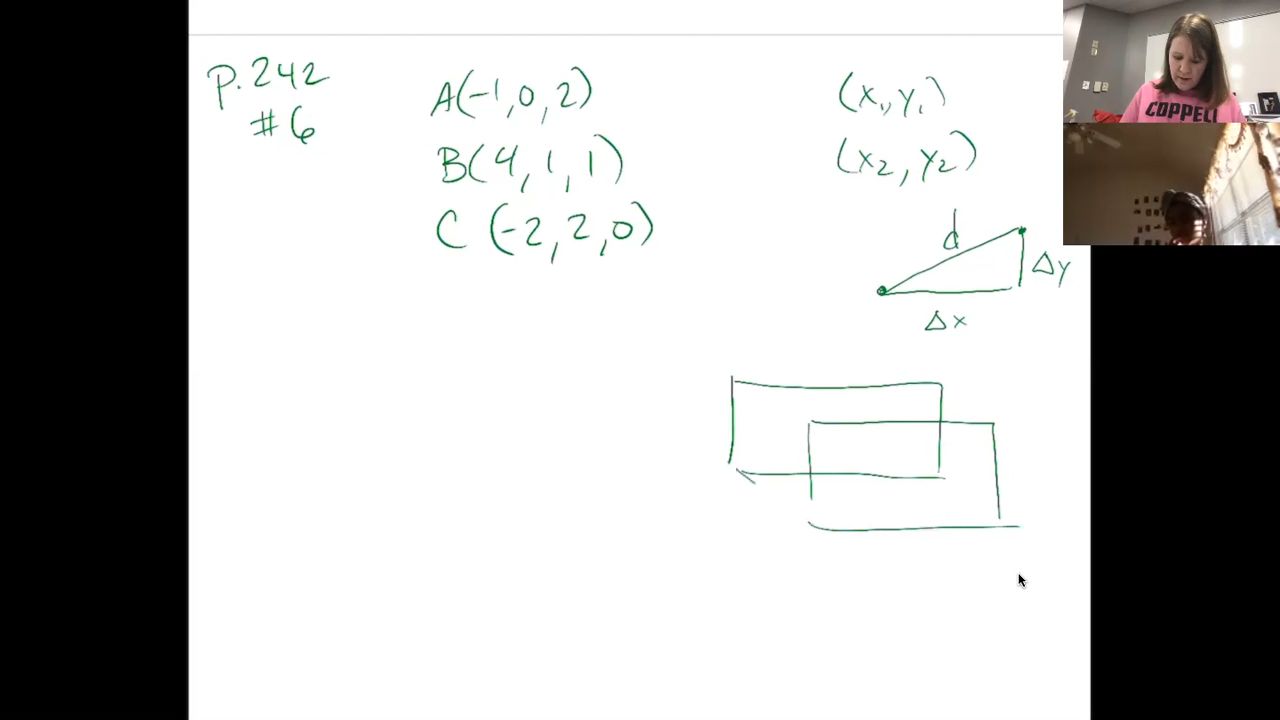 p. 242
#6
A(-1, 0, 2)
B(4, 1, 1)
C (-2, 2, 0)
(x₁, y₁)
(x₂, y₂)
d
Δy
Δx
COPPELL